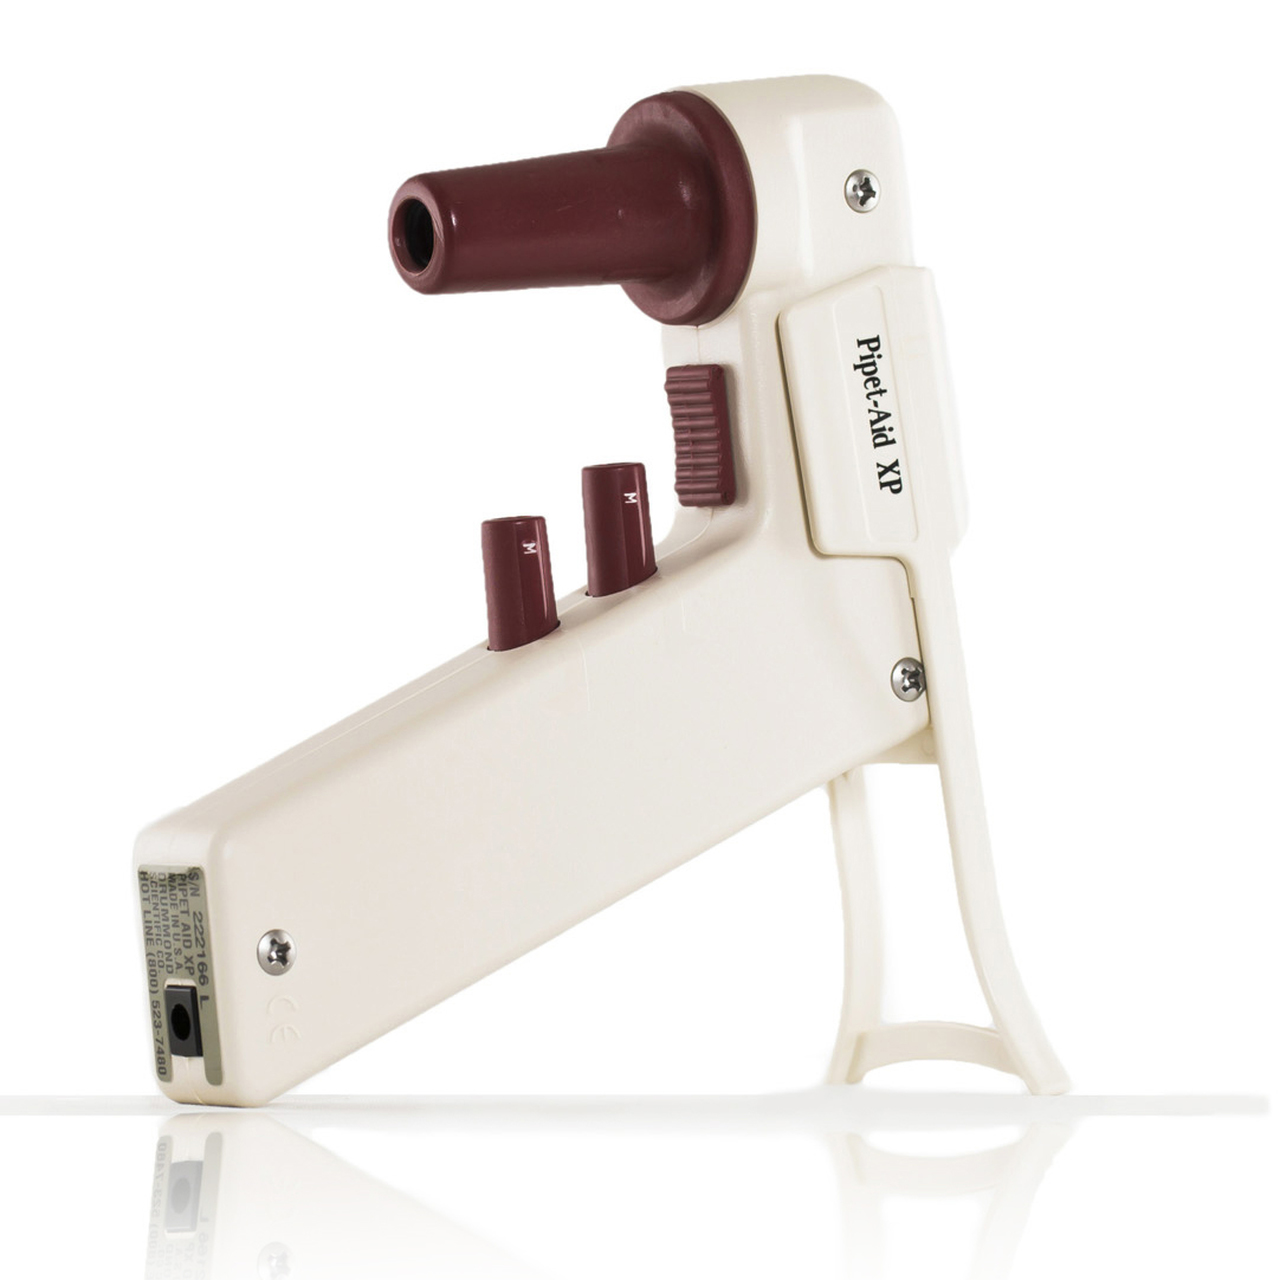 Pipet-Aid XP
M
M
S/N 222166 L
PIPET AID XP
MADE IN U.S.A.
DRUMMOND
SCIENTIFIC CO.
HOT LINE (800) 523-7480
CE